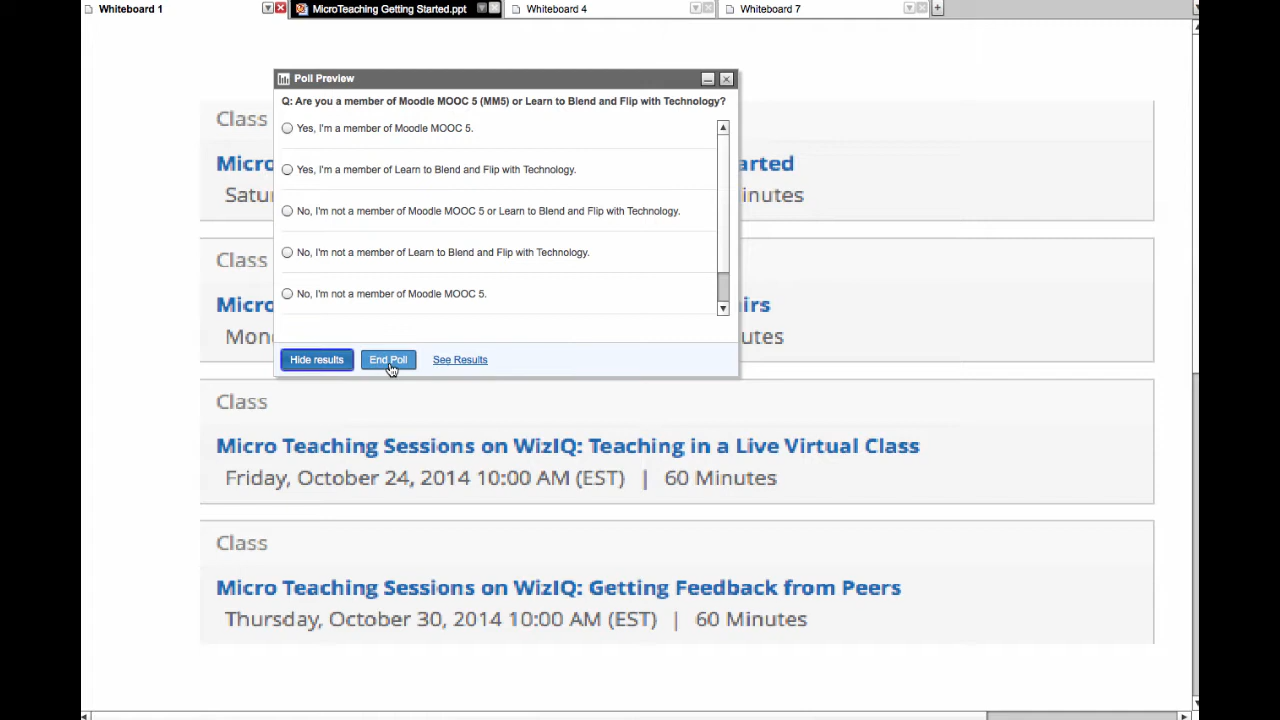 Whiteboard 1
MicroTeaching Getting Started.ppt
Whiteboard 4
Whiteboard 7
Poll Preview
Q: Are you a member of Moodle MOOC 5 (MM5) or Learn to Blend and Flip with Technology?
Yes, I'm a member of Moodle MOOC 5.
Yes, I'm a member of Learn to Blend and Flip with Technology.
No, I'm not a member of Moodle MOOC 5 or Learn to Blend and Flip with Technology.
No, I'm not a member of Learn to Blend and Flip with Technology.
No, I'm not a member of Moodle MOOC 5.
Hide results
End Poll
See Results
Class
Micro
arted
Satu
inutes
Class
Micro
irs
Mon
utes
Class
Micro Teaching Sessions on WizIQ: Teaching in a Live Virtual Class
Friday, October 24, 2014 10:00 AM (EST) | 60 Minutes
Class
Micro Teaching Sessions on WizIQ: Getting Feedback from Peers
Thursday, October 30, 2014 10:00 AM (EST) | 60 Minutes